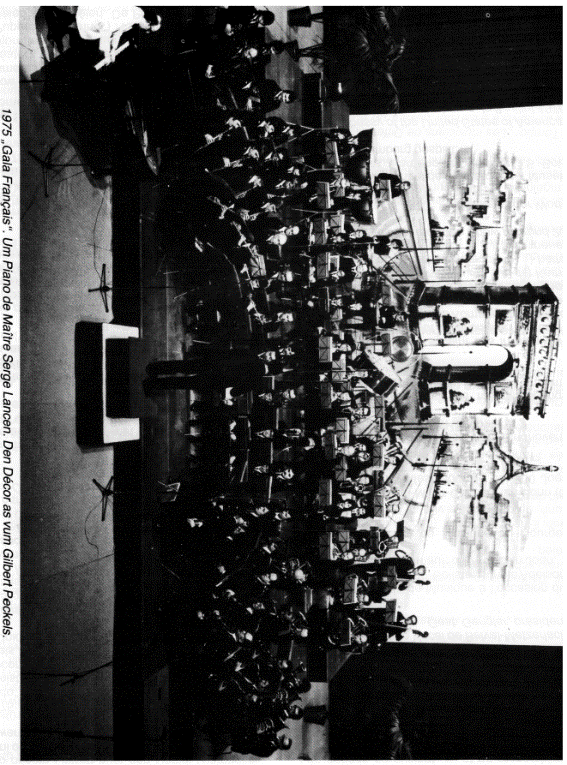 1975 „Gala Français“. Um Piano de Maître Serge Lancen. Den Décor as vum Gilbert Peckels.